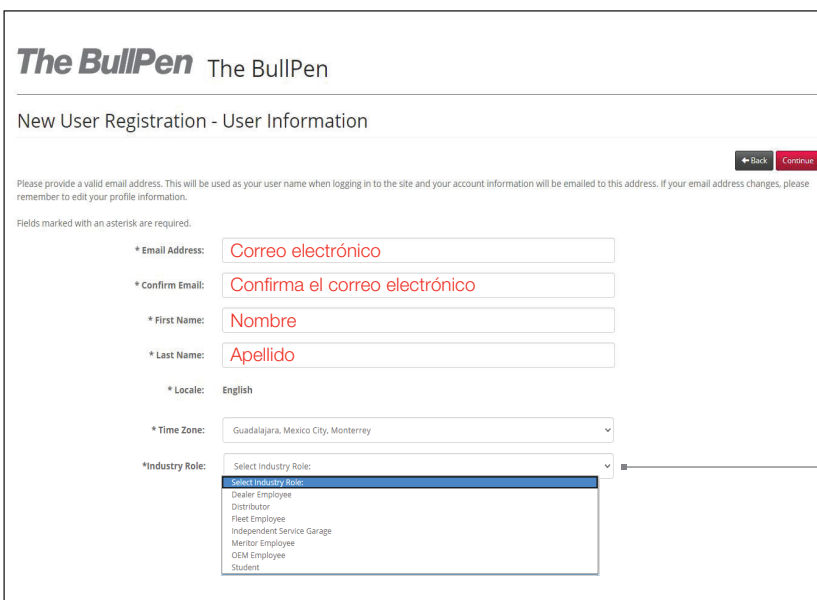 The BullPen The BullPen
New User Registration - User Information
Back Continue
Please provide a valid email address. This will be used as your user name when logging in to the site and your account information will be emailed to this address. If your email address changes, please
remember to edit your profile information.
Fields marked with an asterisk are required.
* Email Address: Correo electrónico
* Confirm Email: Confirma el correo electrónico
* First Name: Nombre
* Last Name: Apellido
* Locale: English
* Time Zone: Guadalajara, Mexico City, Monterrey
*Industry Role: Select Industry Role:
Select Industry Role:
Dealer Employee
Distributor
Fleet Employee
Independent Service Garage
Meritor Employee
OEM Employee
Student